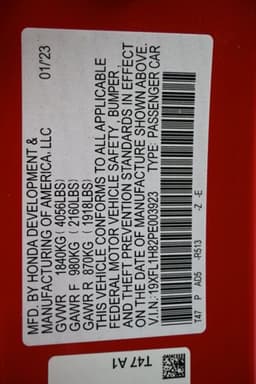 MFD. BY HONDA DEVELOPMENT & 01/23
MANUFACTURING OF AMERICA, LLC
GVWR 1840KG ( 4056LBS)
GAWR F 980KG ( 2160LBS)
GAWR R 870KG ( 1918LBS)
THIS VEHICLE CONFORMS TO ALL APPLICABLE
FEDERAL MOTOR VEHICLE SAFETY, BUMPER,
AND THEFT PREVENTION STANDARDS IN EFFECT
ON THE DATE OF MANUFACTURE SHOWN ABOVE.
V.I.N.: 19XFL1H82PE003923 TYPE: PASSENGER CAR
T47 P AD5 -R513 -Z -E
T47 A1